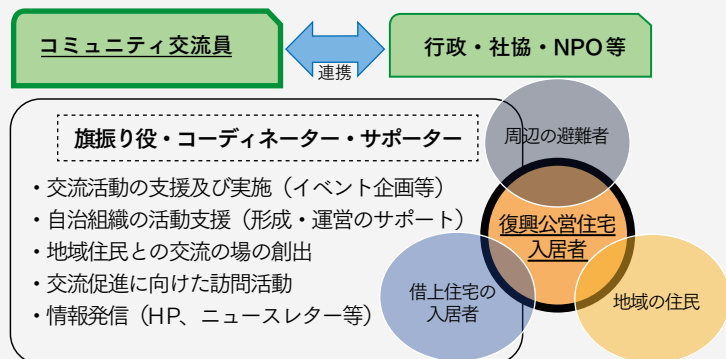 コミュニティ交流員
連携
行政・社協・NPO等
旗振り役・コーディネーター・サポーター
・交流活動の支援及び実施（イベント企画等）
・自治組織の活動支援（形成・運営のサポート）
・地域住民との交流の場の創出
・交流促進に向けた訪問活動
・情報発信（HP、ニュースレター等）
周辺の避難者
復興公営住宅
入居者
借上住宅の
入居者
地域の住民